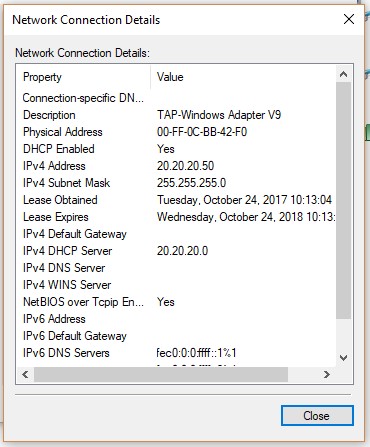 Network Connection Details
Network Connection Details:
Property Value
Connection-specific DN...
Description TAP-Windows Adapter V9
Physical Address 00-FF-0C-BB-42-F0
DHCP Enabled Yes
IPv4 Address 20.20.20.50
IPv4 Subnet Mask 255.255.255.0
Lease Obtained Tuesday, October 24, 2017 10:13:04
Lease Expires Wednesday, October 24, 2018 10:13:
IPv4 Default Gateway
IPv4 DHCP Server 20.20.20.0
IPv4 DNS Server
IPv4 WINS Server
NetBIOS over Tcpip En... Yes
IPv6 Address
IPv6 Default Gateway
IPv6 DNS Servers fec0:0:0:ffff::1%1
Close